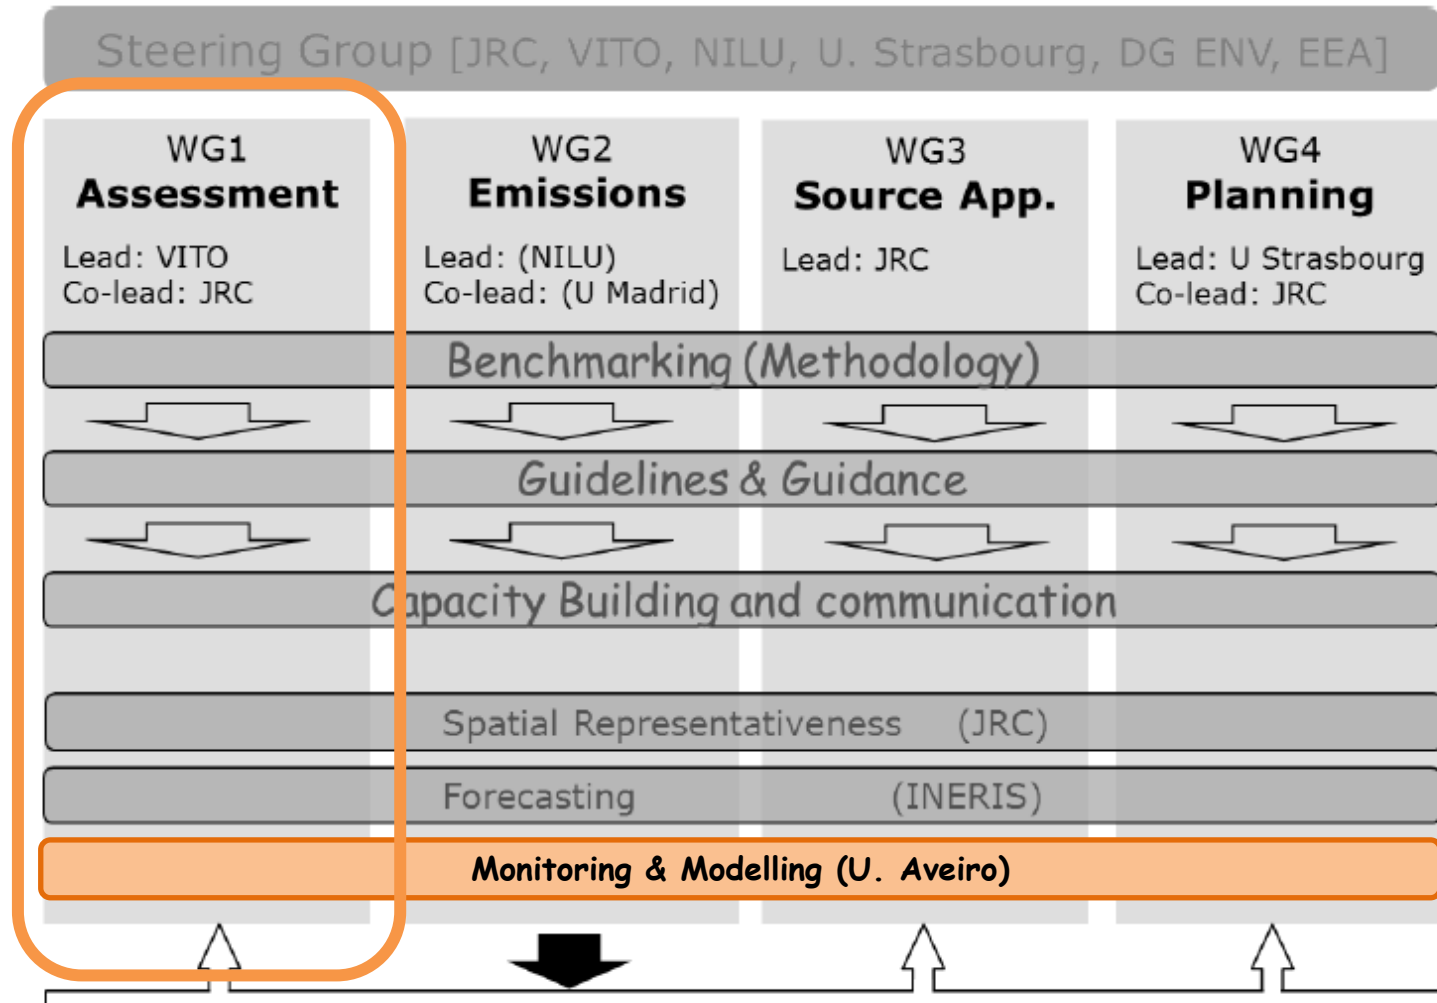 Steering Group [JRC, VITO, NILU, U. Strasbourg, DG ENV, EEA]
WG1
Assessment
Lead: VITO
Co-lead: JRC
WG2
Emissions
Lead: (NILU)
Co-lead: (U Madrid)
WG3
Source App.
Lead: JRC
WG4
Planning
Lead: U Strasbourg
Co-lead: JRC
Benchmarking (Methodology)
Guidelines & Guidance
Capacity Building and communication
Spatial Representativeness (JRC)
Forecasting (INERIS)
Monitoring & Modelling (U. Aveiro)